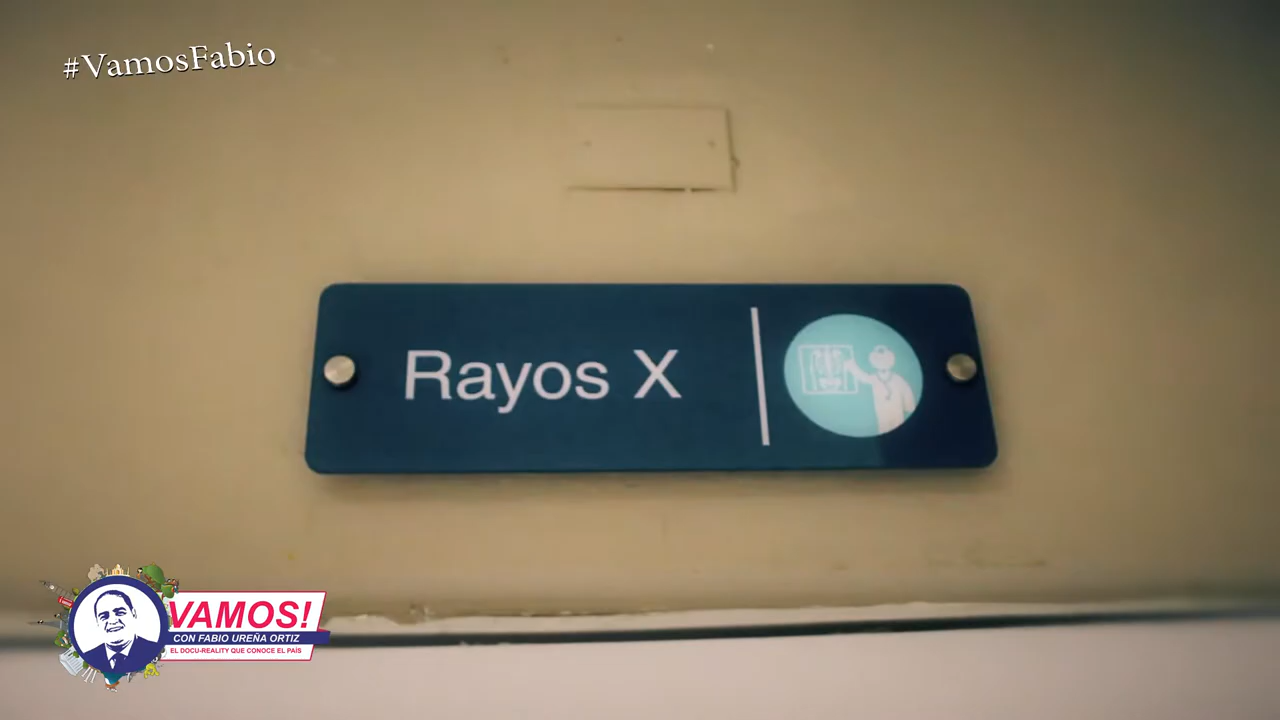 #VamosFabio
Rayos X
VAMOS!
CON FABIO UREÑA ORTIZ
EL DOCU-REALITY QUE CONOCE EL PAÍS